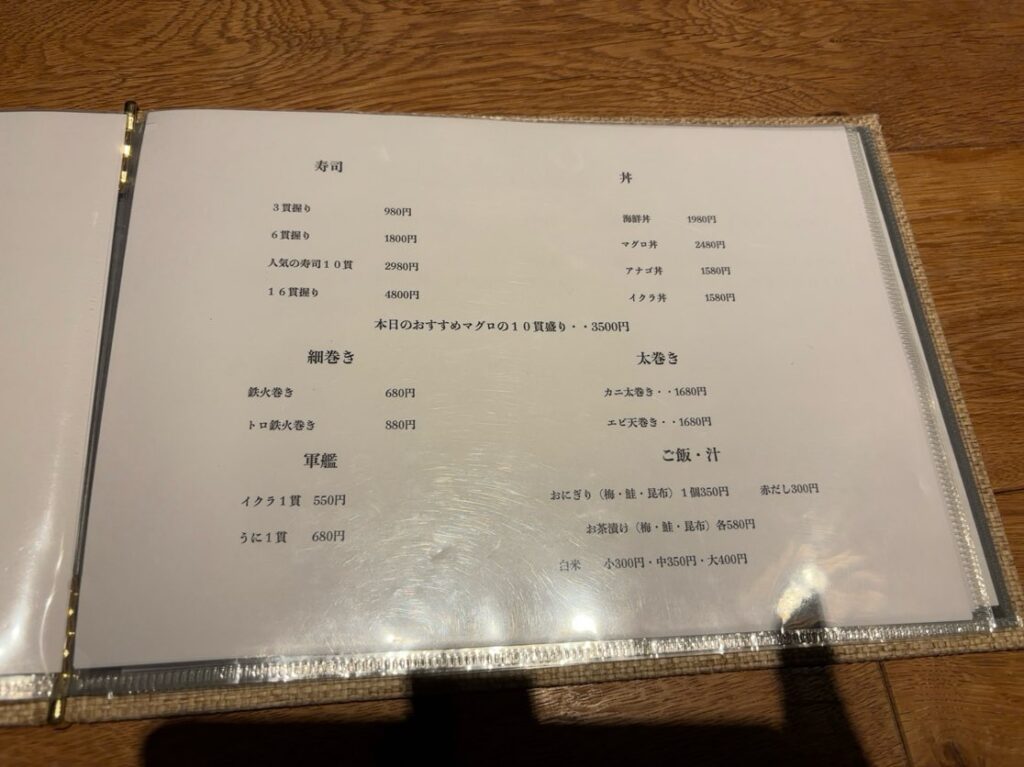 寿司
3貫握り 980円
6貫握り 1800円
人気の寿司10貫 2980円
16貫握り 4800円
丼
海鮮丼 1980円
マグロ丼 2480円
アナゴ丼 1580円
イクラ丼 1580円
本日のおすすめマグロの10貫盛り・・3500円
細巻き
鉄火巻き 680円
トロ鉄火巻き 880円
太巻き
カニ太巻き・・1680円
エビ天巻き・・1680円
軍艦
イクラ1貫 550円
うに1貫 680円
ご飯・汁
おにぎり（梅・鮭・昆布）1個350円 赤だし300円
お茶漬け（梅・鮭・昆布）各580円
白米 小300円・中350円・大400円